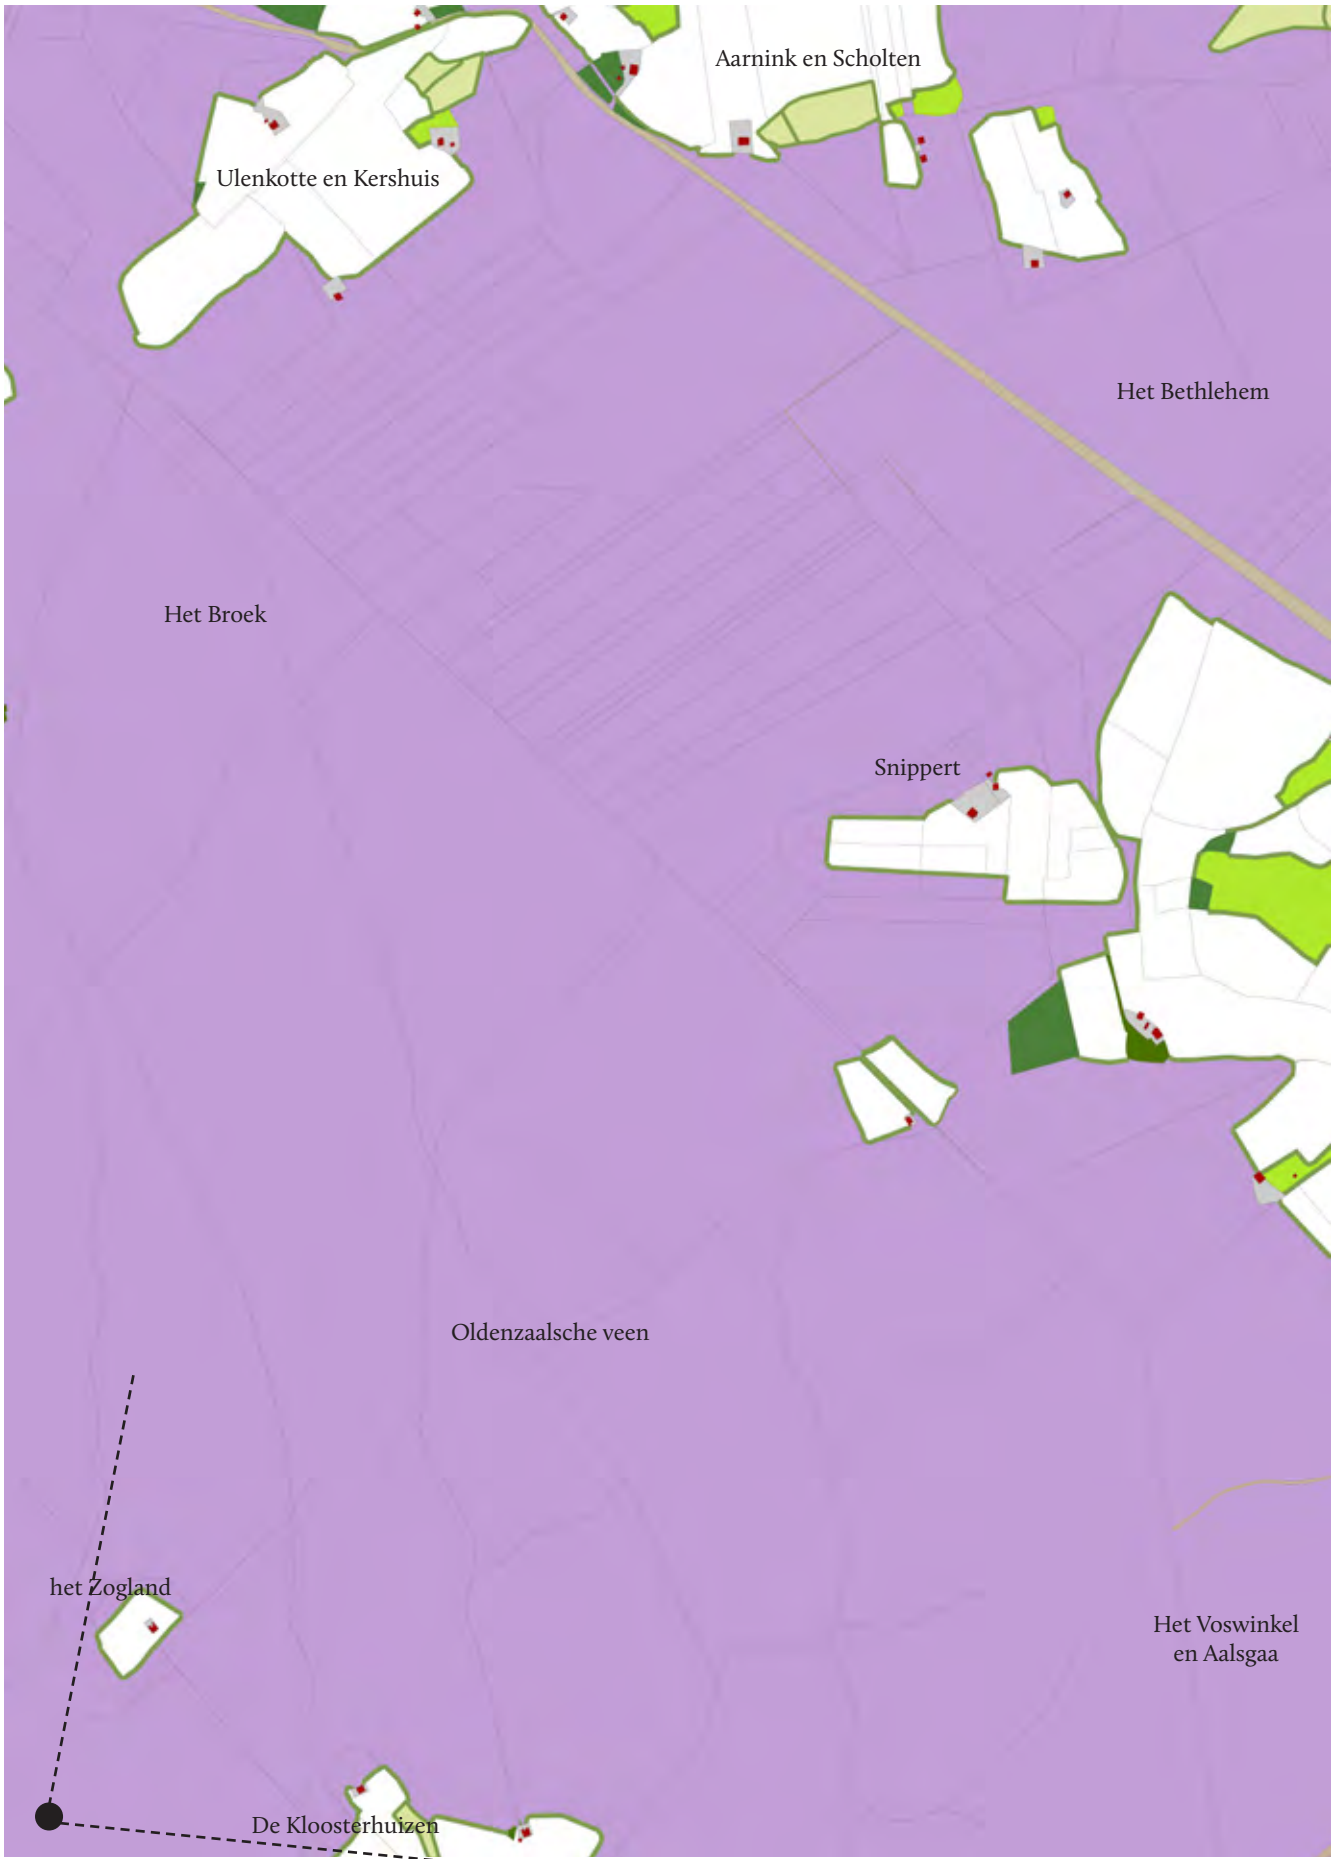 Aarnink en Scholten
Ulenkotte en Kershuis
Het Bethlehem
Het Broek
Snippert
Oldenzaalsche veen
het Zogland
Het Voswinkel
en Aalsgaa
De Kloosterhuizen